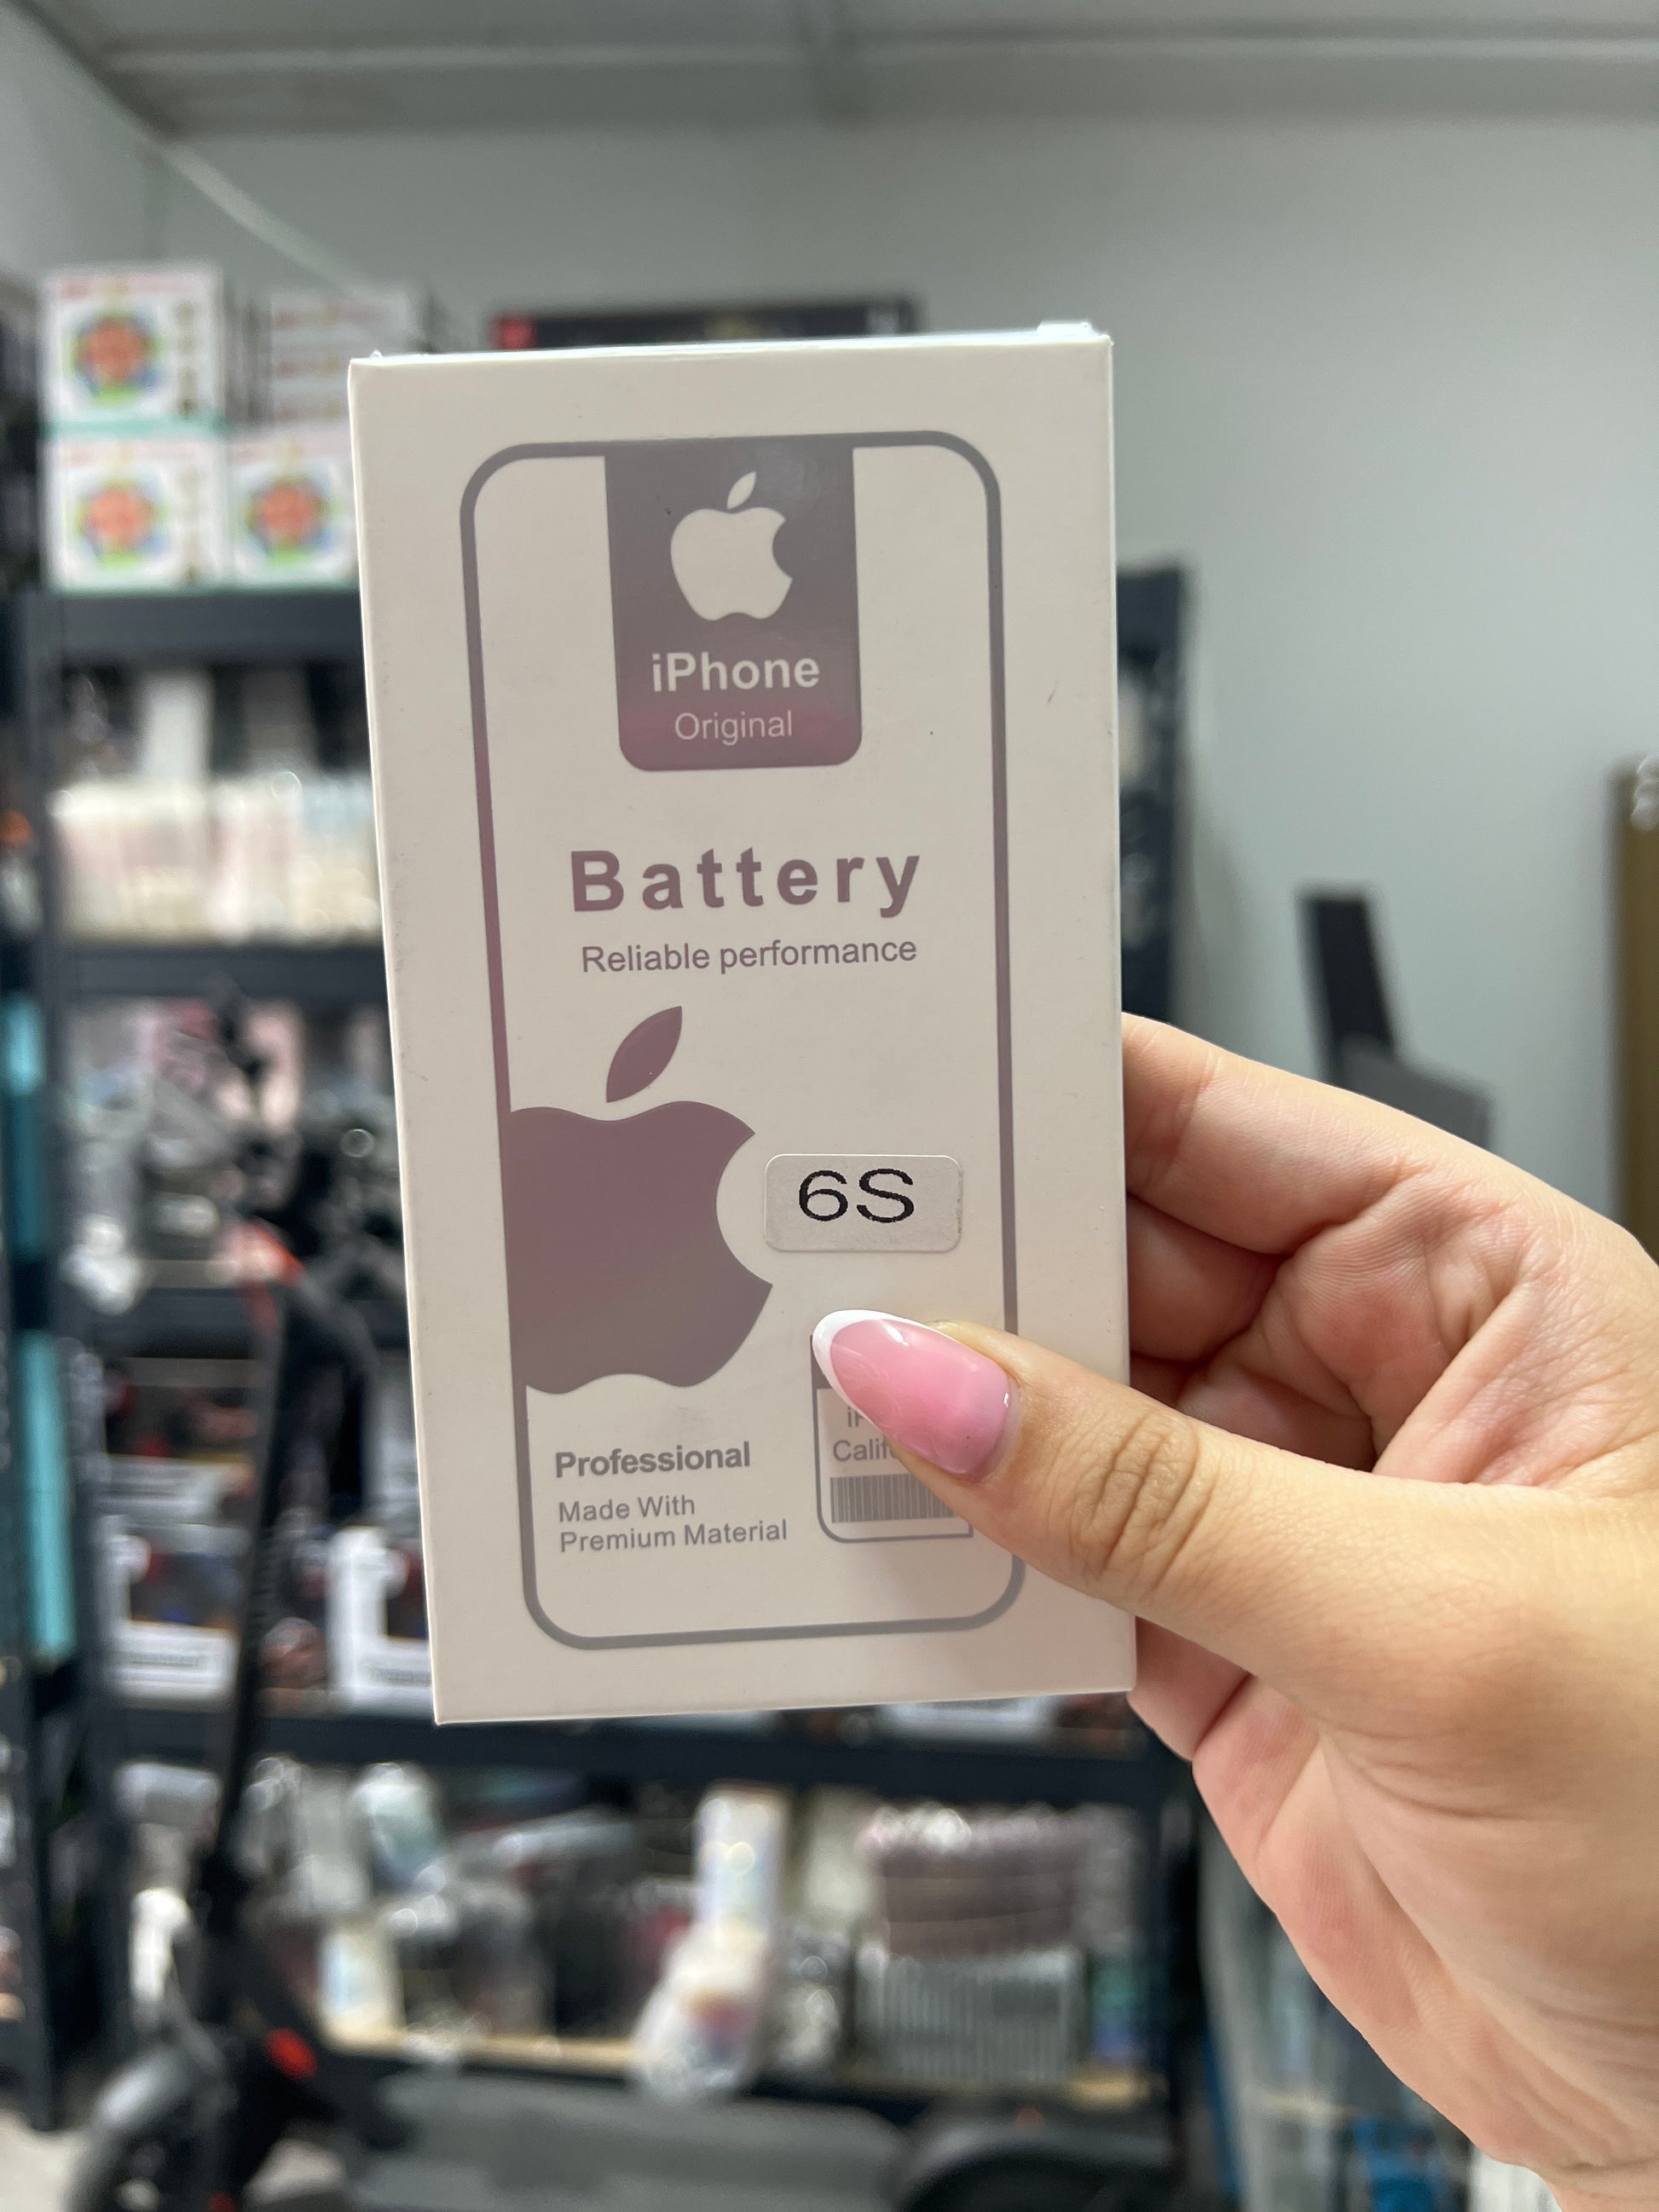 iPhone
Original
Battery
Reliable performance
6S
Professional
Made With
Premium Material